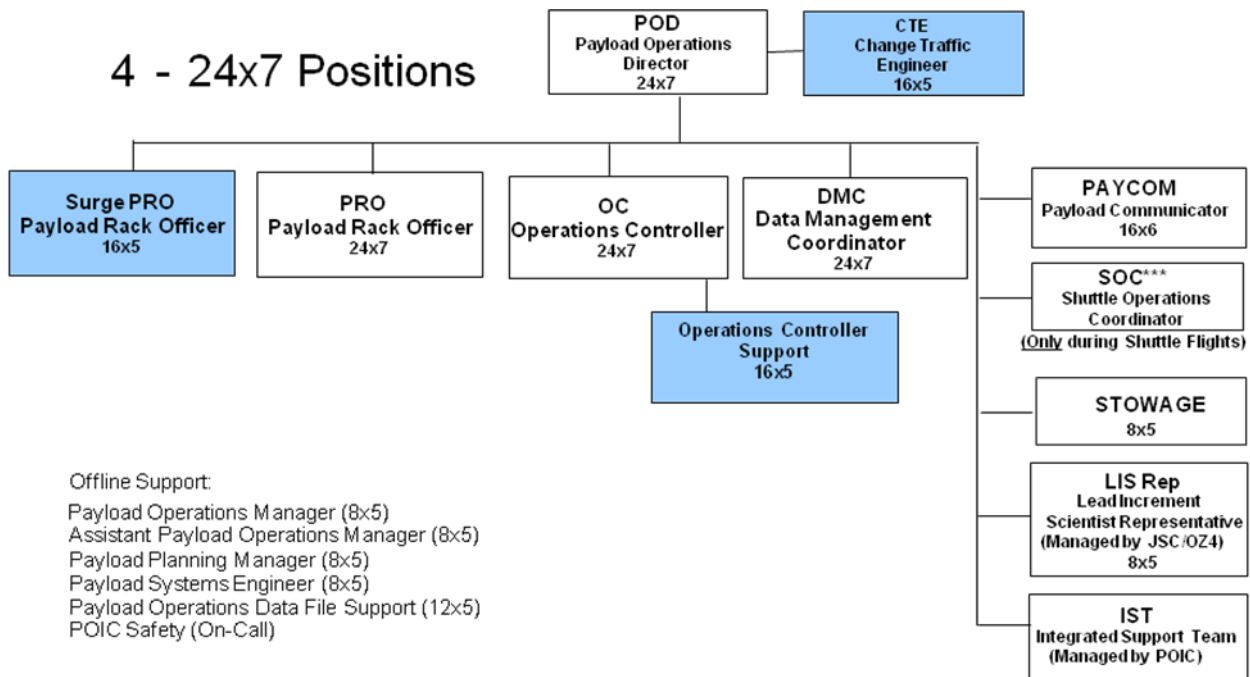 4 - 24x7 Positions
POD
Payload Operations
Director
24x7
CTE
Change Traffic
Engineer
16x5
Surge PRO
Payload Rack Officer
16x5
PRO
Payload Rack Officer
24x7
OC
Operations Controller
24x7
DMC
Data Management
Coordinator
24x7
Operations Controller
Support
16x5
PAYCOM
Payload Communicator
16x6
SOC***
Shuttle Operations
Coordinator
(Only during Shuttle Flights)
STOWAGE
8x5
LIS Rep
Lead Increment
Scientist Representative
(Managed by JSC/OZ4)
8x5
IST
Integrated Support Team
(Managed by POIC)
Offline Support:
Payload Operations Manager (8x5)
Assistant Payload Operations Manager (8x5)
Payload Planning Manager (8x5)
Payload Systems Engineer (8x5)
Payload Operations Data File Support (12x5)
POIC Safety (On-Call)